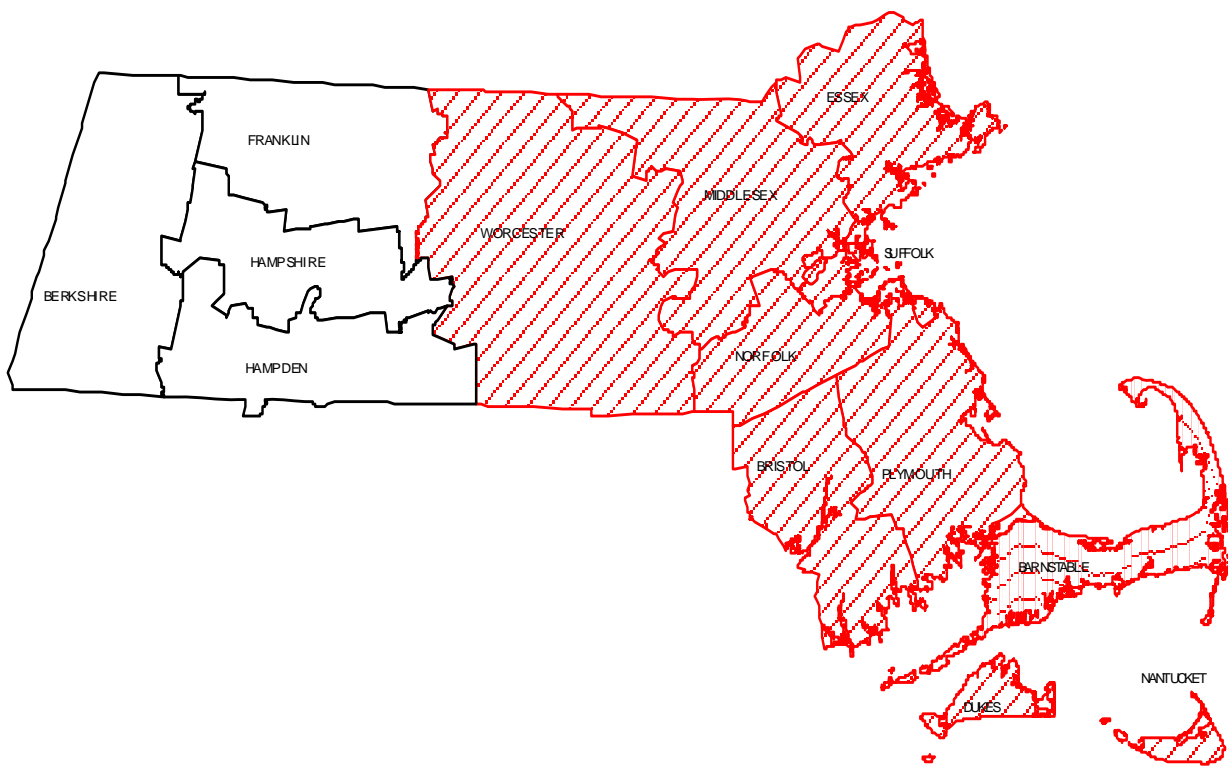 ESSEX
FRANKLIN
MIDDLESEX
WORCESTER
SUFFOLK
HAMPSHIRE
BERKSHIRE
NORFOLK
HAMPDEN
BRISTOL
PLYMOUTH
BARNSTABLE
NANTUCKET
DUKES